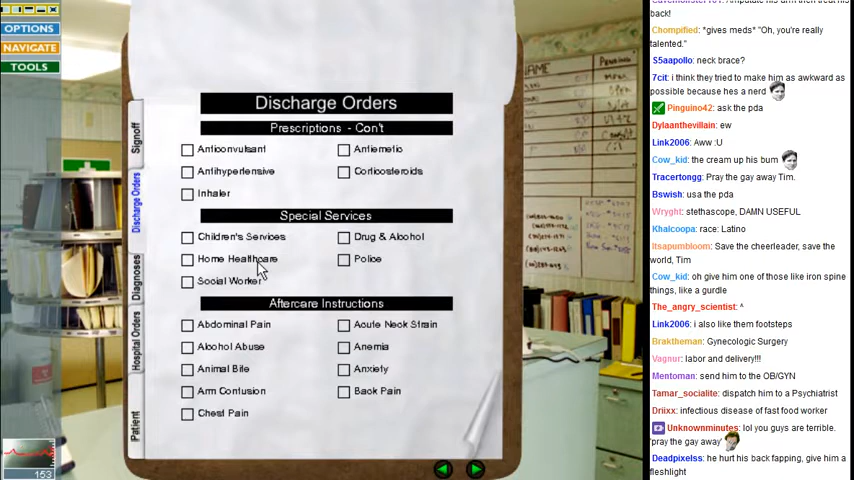 OPTIONS
NAVIGATE
TOOLS
Discharge Orders
Prescriptions - Con't
Anticonvulsant
Antiemetic
Antihypertensive
Corticosteroids
Inhaler
Special Services
Children's Services
Drug & Alcohol
Home Healthcare
Police
Social Worker
Aftercare Instructions
Abdominal Pain
Acute Neck Strain
Alcohol Abuse
Anemia
Animal Bite
Anxiety
Arm Contusion
Back Pain
Chest Pain
Signoff
Discharge Orders
Diagnoses
Hospital Orders
Patient
153
back!
Chompified: *gives meds* "Oh, you're really
talented."
S5aapollo: neck brace?
7cit: i think they tried to make him as awkward as
possible because hes a nerd
Pinguino42: ask the pda
Dylaanthevillain: ew
Link2006: Aww :U
Cow_kid: the cream up his bum
Tracertongg: Pray the gay away Tim.
Bswish: usa the pda
Wryght: stethascope, DAMN USEFUL
Khalcoopa: race: Latino
Itsapumbloom: Save the cheerleader, save the
world, Tim
Cow_kid: oh give him one of those like iron spine
things, like a gurdle
The_angry_scientist: ^
Link2006: i also like them footsteps
Braktheman: Gynecologic Surgery
Vagnur: labor and delivery!!!
Mentoman: send him to the OB/GYN
Tamar_socialite: dispatch him to a Psychiatrist
Driixx: infectious disease of fast food worker
Unknownminutes: lol you guys are terrible.
'pray the gay away'
Deadpixelss: he hurt his back fapping, give him a
fleshlight